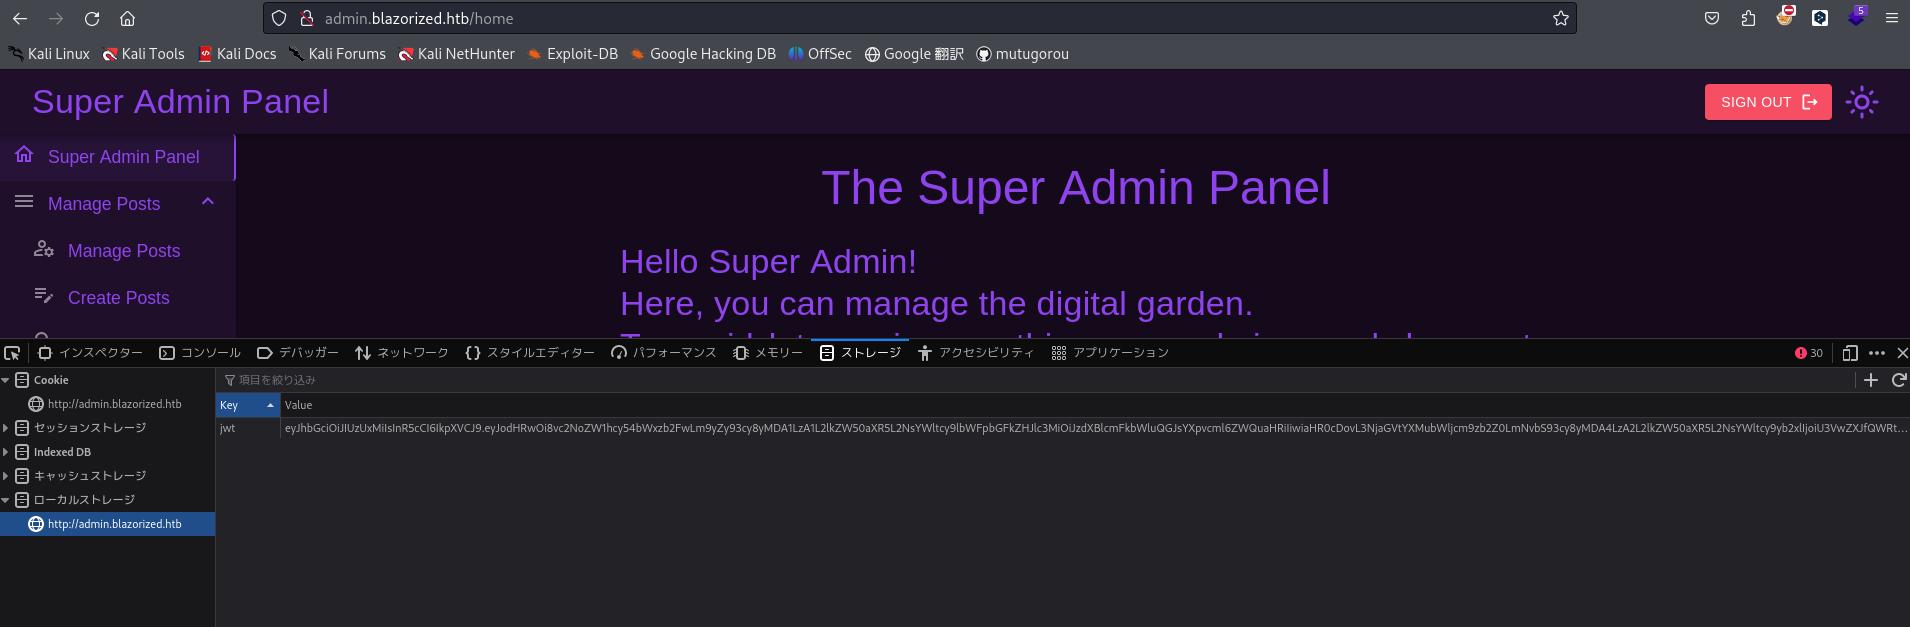 admin.blazorized.htb/home
5
Kali Linux Kali Tools Kali Docs Kali Forums Kali NetHunter Exploit-DB Google Hacking DB OffSec Google 翻訳 mutugorou
Super Admin Panel
SIGN OUT
Super Admin Panel
Manage Posts
Manage Posts
Create Posts
The Super Admin Panel
Hello Super Admin!
Here, you can manage the digital garden.
インスペクター コンソール デバッガー ネットワーク スタイルエディター パフォーマンス メモリー ストレージ アクセシビリティ アプリケーション 30
Cookie
http://admin.blazorized.htb
セッションストレージ
Indexed DB
キャッシュストレージ
ローカルストレージ
http://admin.blazorized.htb
項目を絞り込み
Key Value
jwt